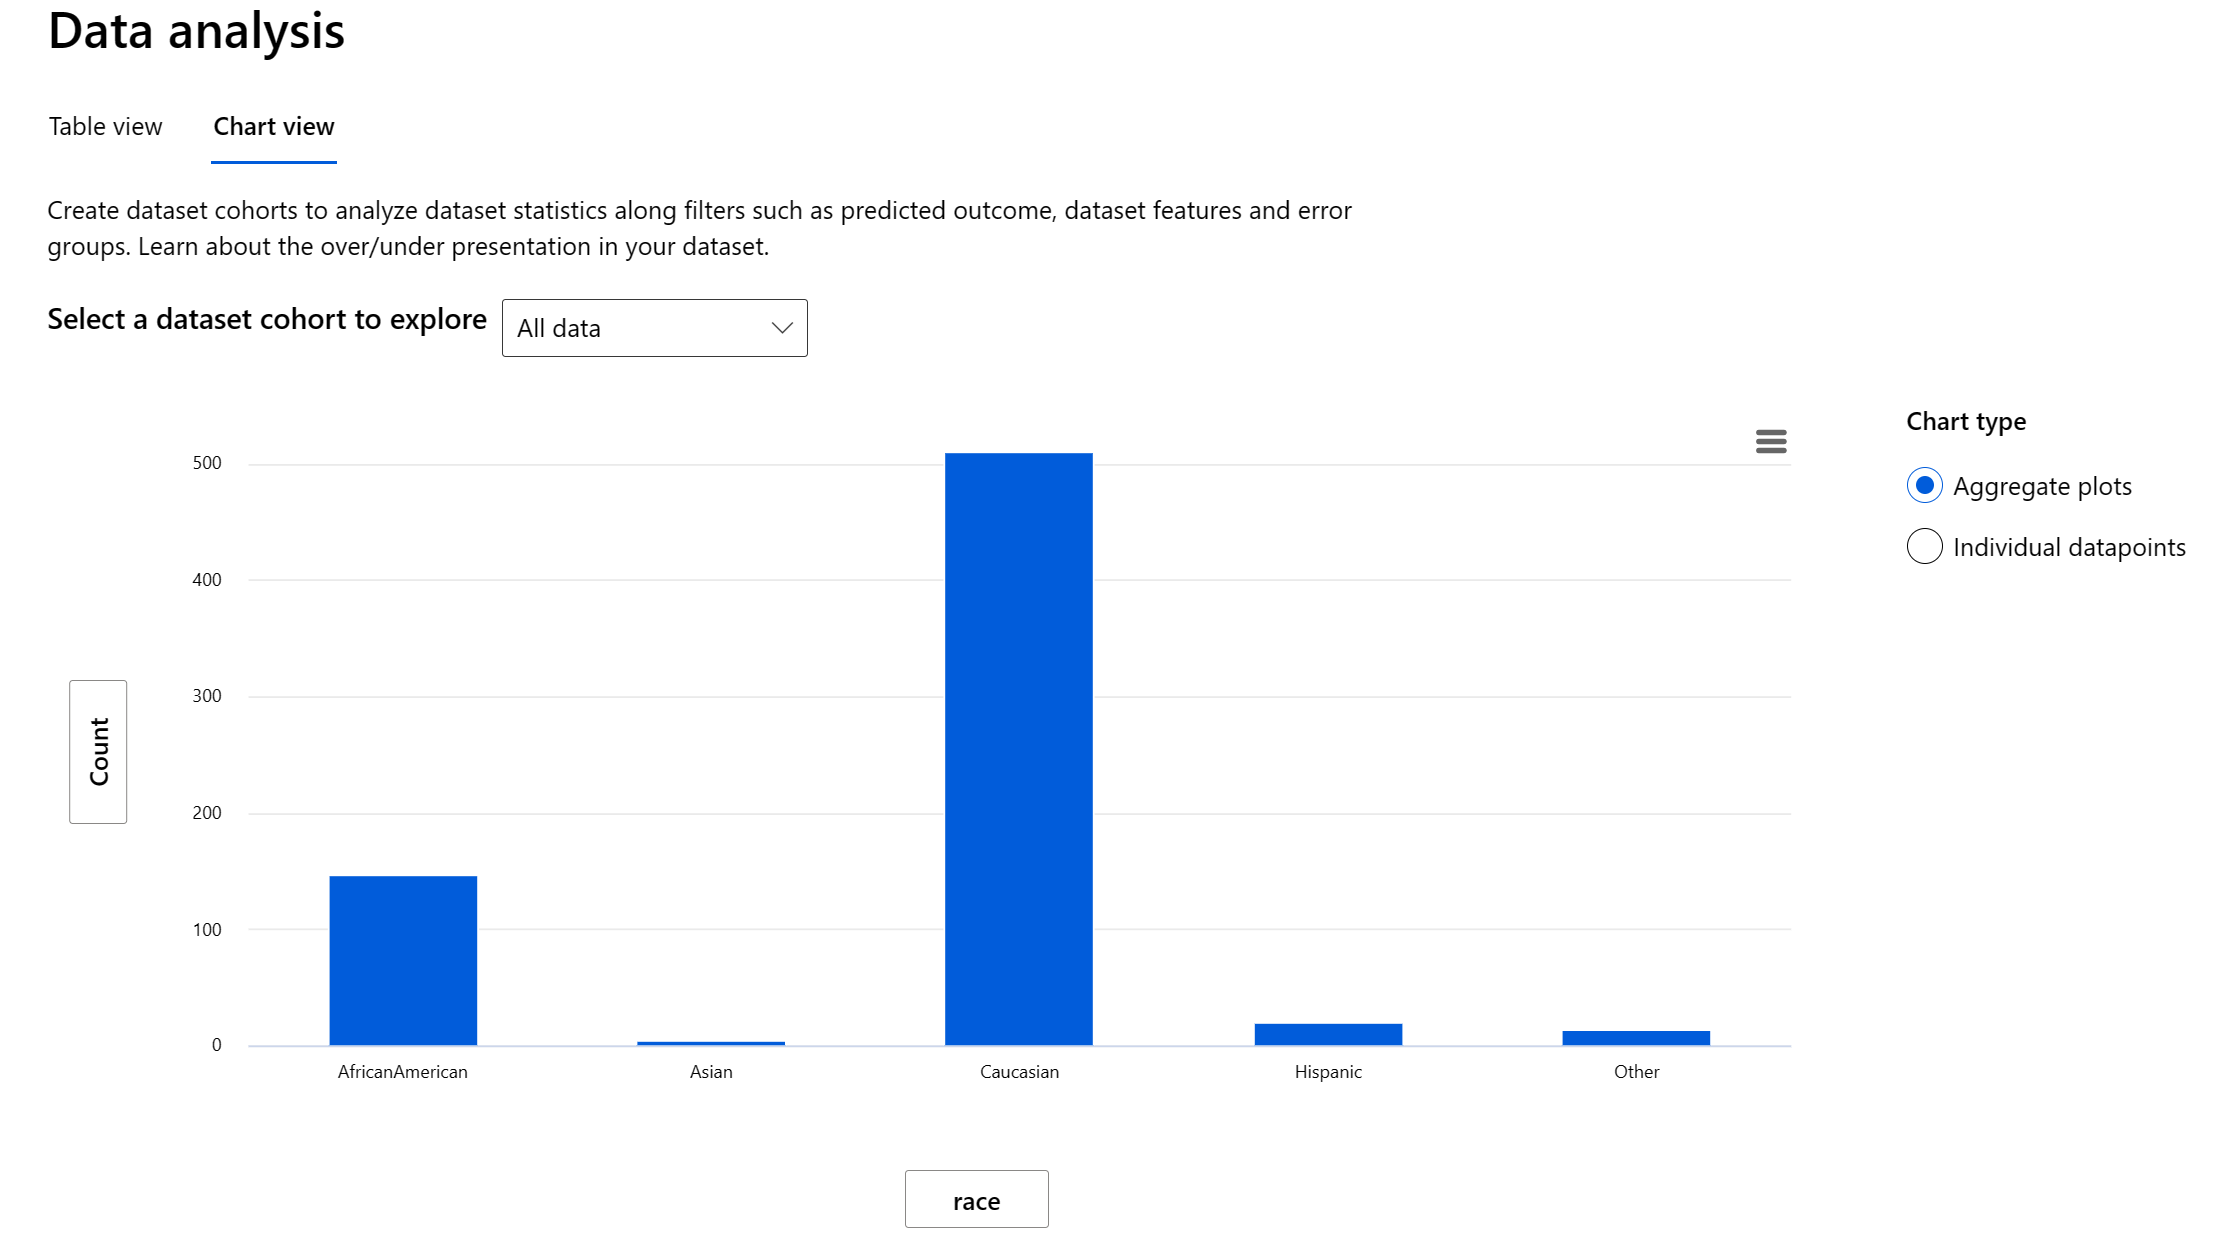 Data analysis
Table view
Chart view
Create dataset cohorts to analyze dataset statistics along filters such as predicted outcome, dataset features and error
groups. Learn about the over/under presentation in your dataset.
Select a dataset cohort to explore
All data
Chart type
Aggregate plots
Individual datapoints
Count
500
400
300
200
100
0
AfricanAmerican
Asian
Caucasian
Hispanic
Other
race